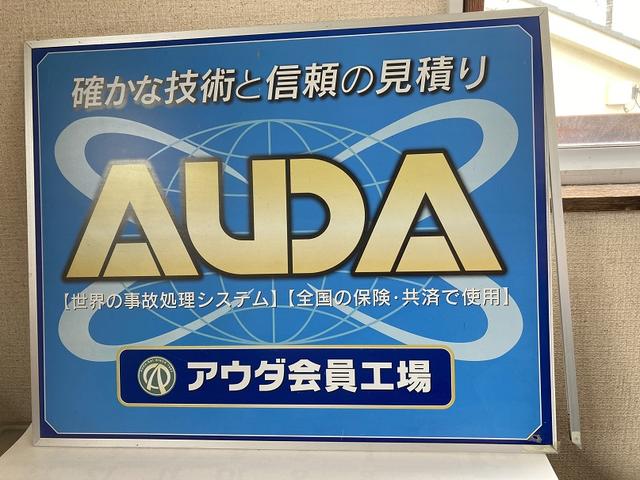 確かな技術と信頼の見積り
AUDA
【世界の事故処理システム】【全国の保険・共済で使用】
アウダ会員工場